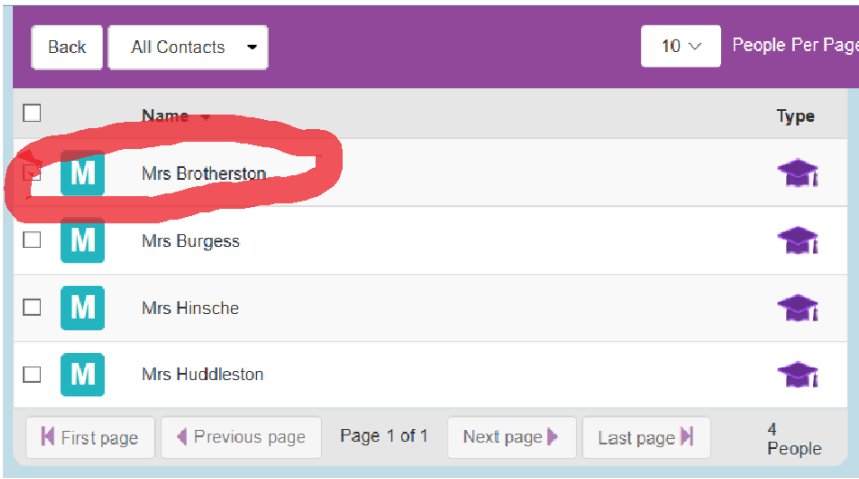 Back All Contacts 10 People Per Page
Name Type
M Mrs Brotherston
M Mrs Burgess
M Mrs Hinsche
M Mrs Huddleston
First page Previous page Page 1 of 1 Next page Last page 4
People